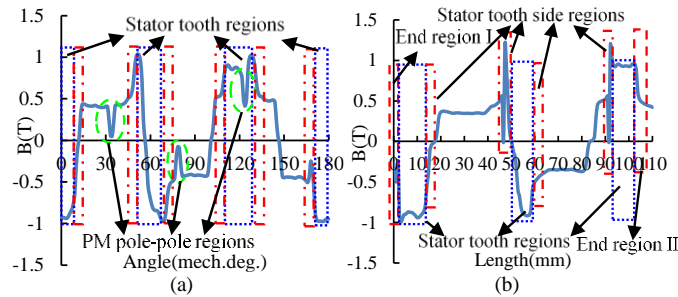 Stator tooth regions
1.5
1
0.5
0
-0.5
-1
-1.5
B(T)
0 30 60 90 120 150 180
PM pole-pole regions
Angle(mech.deg.)
(a)
Stator tooth side regions
End region I
1.5
1
0.5
0
-0.5
-1
-1.5
B(T)
0 10 20 30 40 50 60 70 80 90 100 110
Stator tooth regions
End region II
Length(mm)
(b)